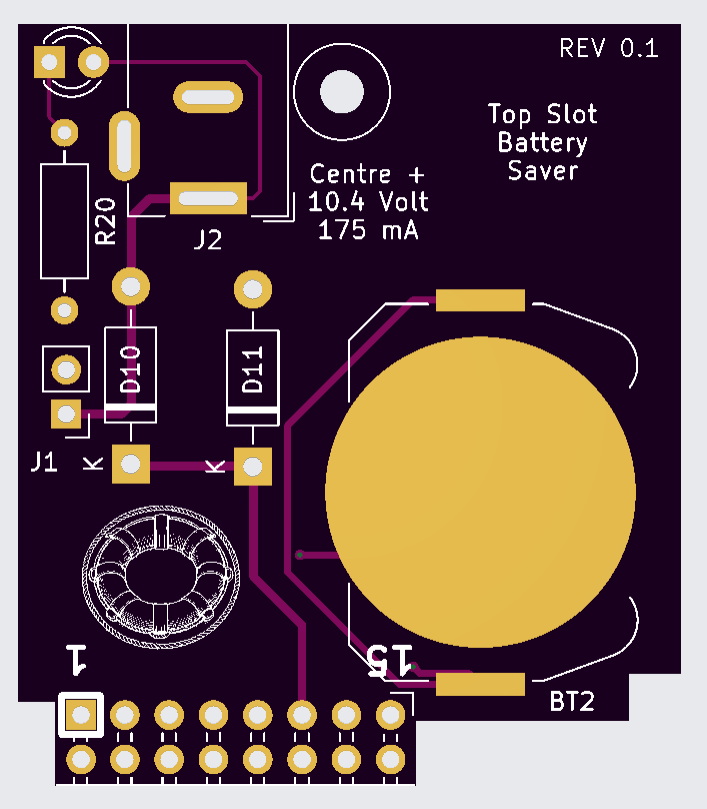 REV 0.1
Top Slot
Battery
Saver
Centre +
10.4 Volt
175 mA
R20
J2
D10
D11
J1
K
K
1
15
BT2